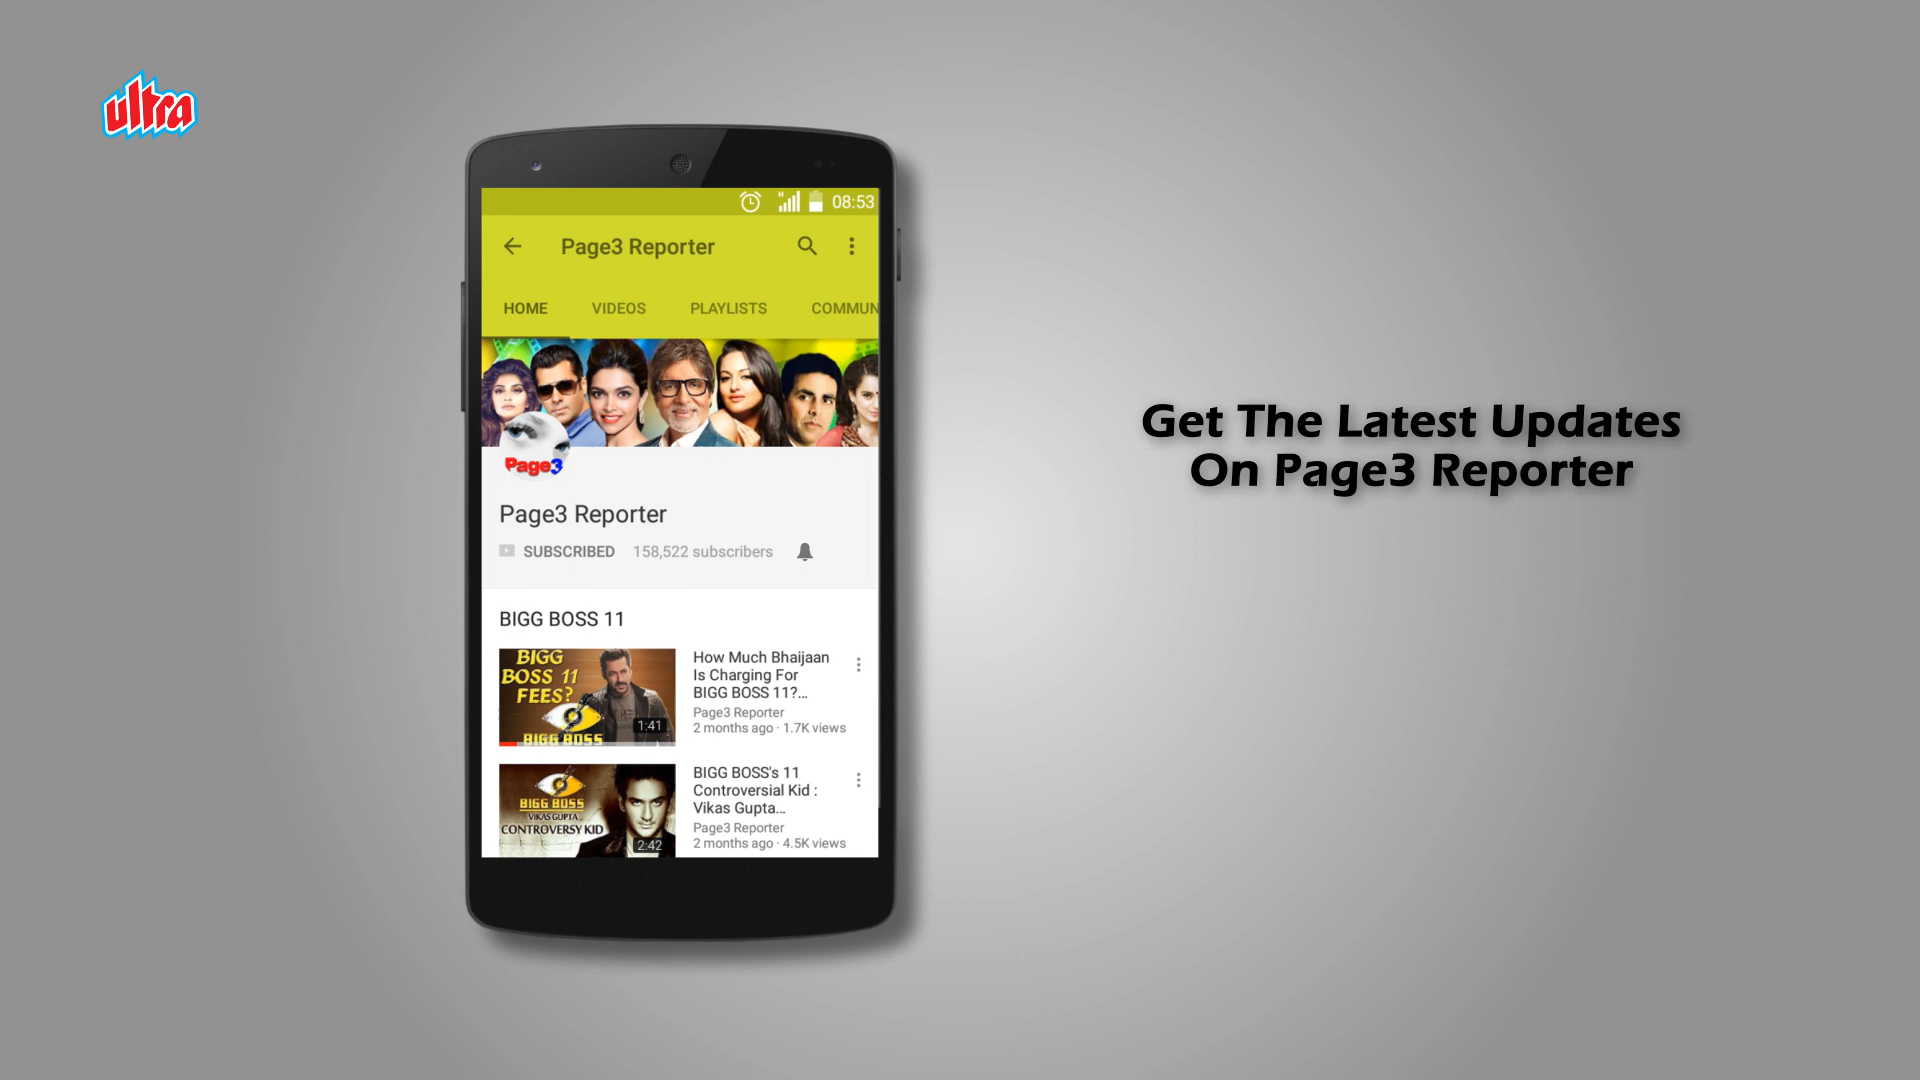 ultra
08:53
Page3 Reporter
HOME VIDEOS PLAYLISTS COMMUN
Page3
Page3 Reporter
SUBSCRIBED 158,522 subscribers
BIGG BOSS 11
BIGG
BOSS 11
FEES?
BIGG BOSS
1:41
How Much Bhaijaan
Is Charging For
BIGG BOSS 11?...
Page3 Reporter
2 months ago · 1.7K views
BIGG BOSS
VIKAS GUPTA
CONTROVERSY KID
2:42
BIGG BOSS's 11
Controversial Kid :
Vikas Gupta...
Page3 Reporter
2 months ago · 4.5K views
Get The Latest Updates
On Page3 Reporter